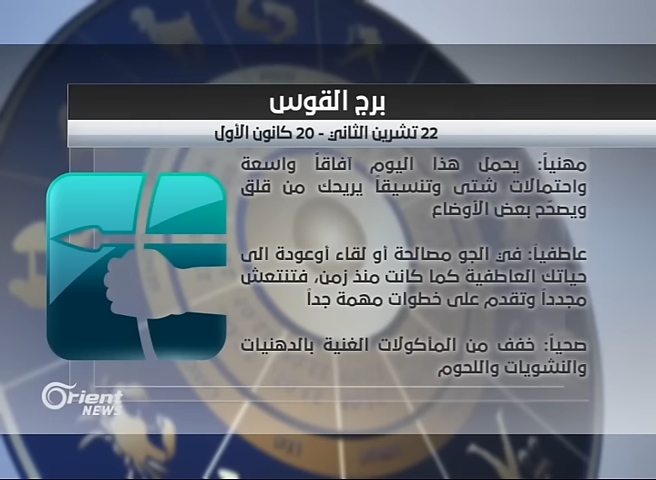 برج القوس
22 تشرين الثاني - 20 كانون الأول
مهنياً: يحمل هذا اليوم آفاقاً واسعة
واحتمالات شتى وتنسيقاً يريحك من قلق
ويصحح بعض الأوضاع
عاطفياً: في الجو مصالحة أو لقاء أوعودة الى
حياتك العاطفية كما كانت منذ زمن، فتنتعش
مجدداً وتقدم على خطوات مهمة جداً
صحياً: خفف من المأكولات الغنية بالدهنيات
والنشويات واللحوم
Orient
NEWS